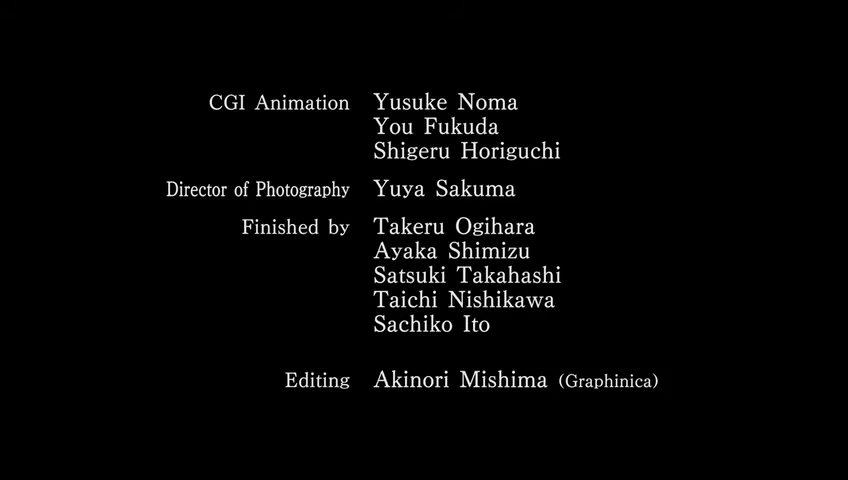 CGI Animation Yusuke Noma
You Fukuda
Shigeru Horiguchi
Director of Photography Yuya Sakuma
Finished by Takeru Ogihara
Ayaka Shimizu
Satsuki Takahashi
Taichi Nishikawa
Sachiko Ito
Editing Akinori Mishima (Graphinica)